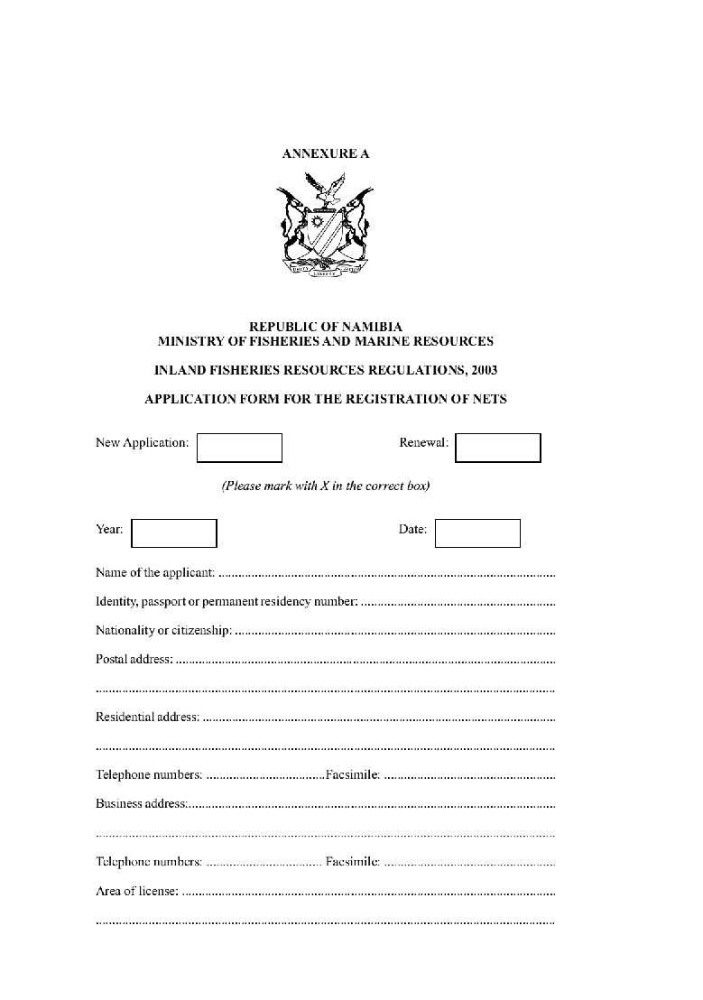 ANNEXURE A
UNITY LIBERTY JUSTICE
REPUBLIC OF NAMIBIA
MINISTRY OF FISHERIES AND MARINE RESOURCES
INLAND FISHERIES RESOURCES REGULATIONS, 2003
APPLICATION FORM FOR THE REGISTRATION OF NETS
New Application: Renewal:
(Please mark with X in the correct box)
Year: Date:
Name of the applicant: ......................................................................................................
Identity, passport or permanent residency number: ...........................................................
Nationality or citizenship: .................................................................................................
Postal address: ...................................................................................................................
...........................................................................................................................................
Residential address: ...........................................................................................................
...........................................................................................................................................
Telephone numbers: ....................................Facsimile: ....................................................
Business address:...............................................................................................................
...........................................................................................................................................
Telephone numbers: ................................... Facsimile: ....................................................
Area of license: .................................................................................................................
...........................................................................................................................................